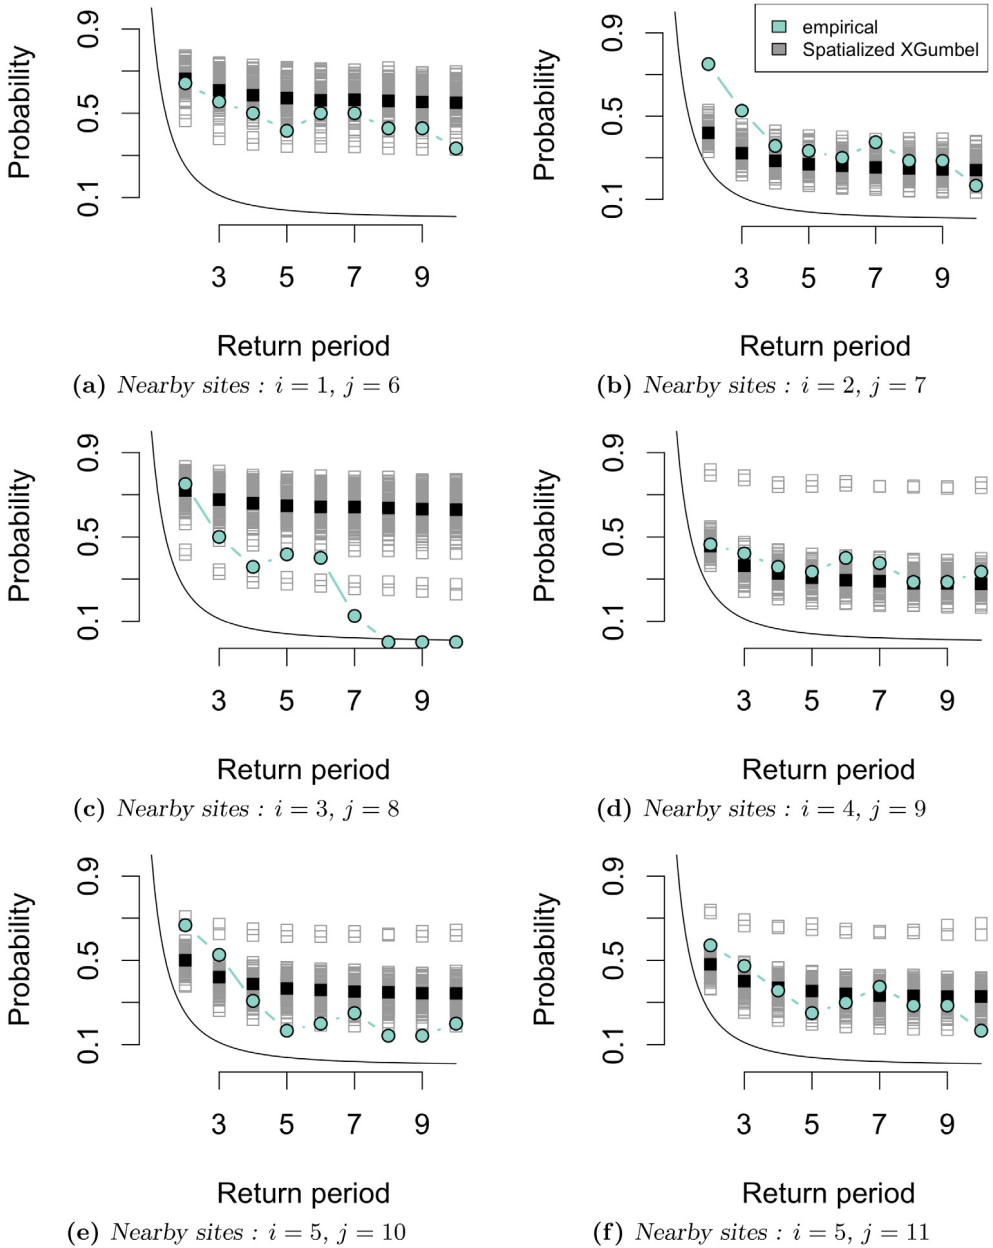 empirical
Spatialized XGumbel
Probability
0.9
0.5
0.1
3 5 7 9
Return period
(a) Nearby sites : i = 1, j = 6
Probability
0.9
0.5
0.1
3 5 7 9
Return period
(b) Nearby sites : i = 2, j = 7
Probability
0.9
0.5
0.1
3 5 7 9
Return period
(c) Nearby sites : i = 3, j = 8
Probability
0.9
0.5
0.1
3 5 7 9
Return period
(d) Nearby sites : i = 4, j = 9
Probability
0.9
0.5
0.1
3 5 7 9
Return period
(e) Nearby sites : i = 5, j = 10
Probability
0.9
0.5
0.1
3 5 7 9
Return period
(f) Nearby sites : i = 5, j = 11